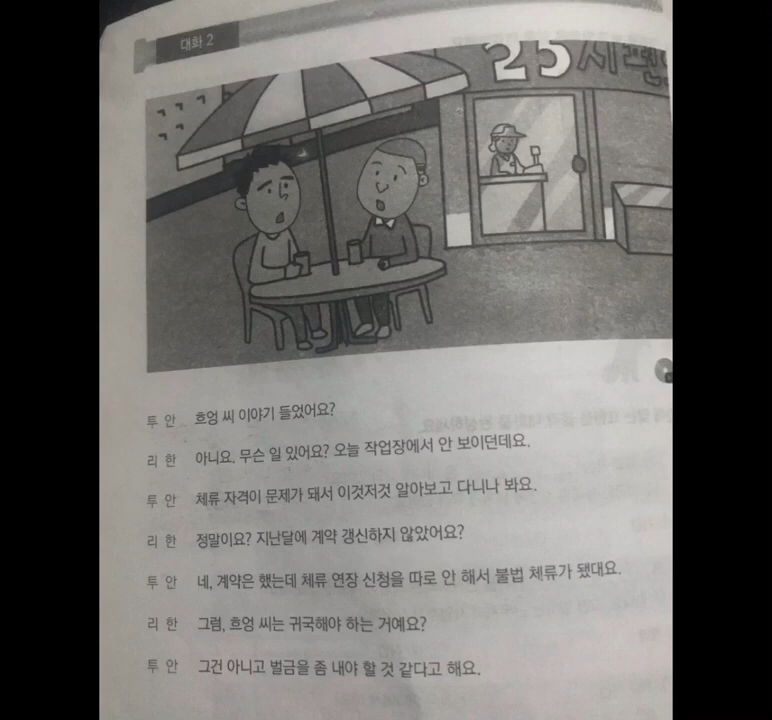 대화 2
25시 편
투 안 흐엉 씨 이야기 들었어요?
리 한 아니요. 무슨 일 있어요? 오늘 작업장에서 안 보이던데요.
투 안 체류 자격이 문제가 돼서 이것저것 알아보고 다니나 봐요.
리 한 정말이요? 지난달에 계약 갱신하지 않았어요?
투 안 네, 계약은 했는데 체류 연장 신청을 따로 안 해서 불법 체류가 됐대요.
리 한 그럼, 흐엉 씨는 귀국해야 하는 거예요?
투 안 그건 아니고 벌금을 좀 내야 할 것 같다고 해요.